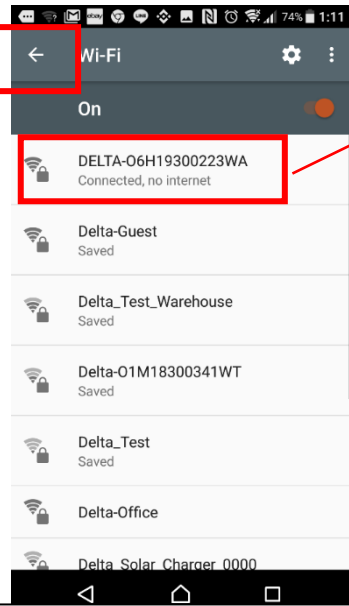 74% 1:11
Wi-Fi
On
DELTA-O6H19300223WA
Connected, no internet
Delta-Guest
Saved
Delta_Test_Warehouse
Saved
Delta-O1M18300341WT
Saved
Delta_Test
Saved
Delta-Office
Delta_Solar_Charger_0000